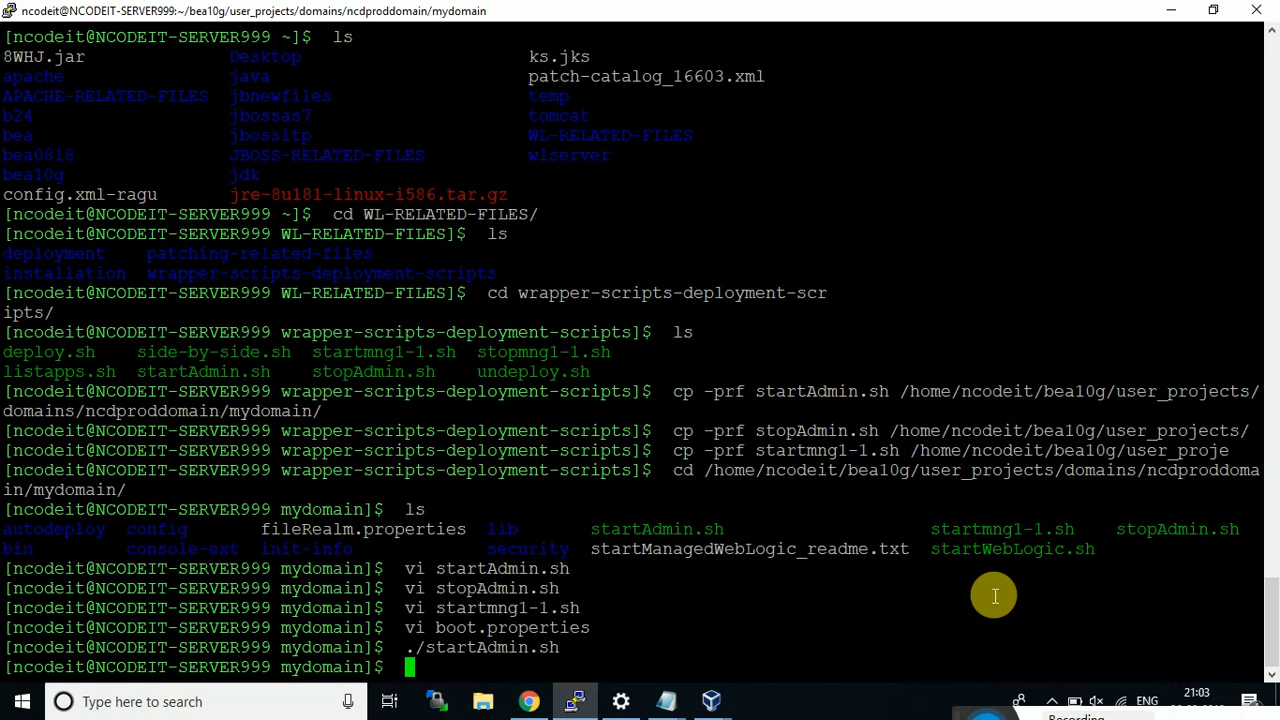 ncodeit@NCODEIT-SERVER999:~/bea10g/user_projects/domains/ncdproddomain/mydomain
[ncodeit@NCODEIT-SERVER999 ~]$ ls
8WHJ.jar Desktop ks.jks
apache java patch-catalog_16603.xml
APACHE-RELATED-FILES jbnewfiles temp
b24 jbossas7 tomcat
bea jbossitp WL-RELATED-FILES
bea0818 JBOSS-RELATED-FILES wlserver
bea10g jdk
config.xml-ragu jre-8u181-linux-i586.tar.gz
[ncodeit@NCODEIT-SERVER999 ~]$ cd WL-RELATED-FILES/
[ncodeit@NCODEIT-SERVER999 WL-RELATED-FILES]$ ls
deployment patching-related-files
installation wrapper-scripts-deployment-scripts
[ncodeit@NCODEIT-SERVER999 WL-RELATED-FILES]$ cd wrapper-scripts-deployment-scr
ipts/
[ncodeit@NCODEIT-SERVER999 wrapper-scripts-deployment-scripts]$ ls
deploy.sh side-by-side.sh startmng1-1.sh stopmng1-1.sh
listapps.sh startAdmin.sh stopAdmin.sh undeploy.sh
[ncodeit@NCODEIT-SERVER999 wrapper-scripts-deployment-scripts]$ cp -prf startAdmin.sh /home/ncodeit/bea10g/user_projects/
domains/ncdproddomain/mydomain/
[ncodeit@NCODEIT-SERVER999 wrapper-scripts-deployment-scripts]$ cp -prf stopAdmin.sh /home/ncodeit/bea10g/user_projects/
[ncodeit@NCODEIT-SERVER999 wrapper-scripts-deployment-scripts]$ cp -prf startmng1-1.sh /home/ncodeit/bea10g/user_proje
[ncodeit@NCODEIT-SERVER999 wrapper-scripts-deployment-scripts]$ cd /home/ncodeit/bea10g/user_projects/domains/ncdproddoma
in/mydomain/
[ncodeit@NCODEIT-SERVER999 mydomain]$ ls
autodeploy config fileRealm.properties lib startAdmin.sh startmng1-1.sh stopAdmin.sh
bin console-ext init-info security startManagedWebLogic_readme.txt startWebLogic.sh
[ncodeit@NCODEIT-SERVER999 mydomain]$ vi startAdmin.sh
[ncodeit@NCODEIT-SERVER999 mydomain]$ vi stopAdmin.sh
[ncodeit@NCODEIT-SERVER999 mydomain]$ vi startmng1-1.sh
[ncodeit@NCODEIT-SERVER999 mydomain]$ vi boot.properties
[ncodeit@NCODEIT-SERVER999 mydomain]$ ./startAdmin.sh
[ncodeit@NCODEIT-SERVER999 mydomain]$
Type here to search
ENG
21:03
Recording